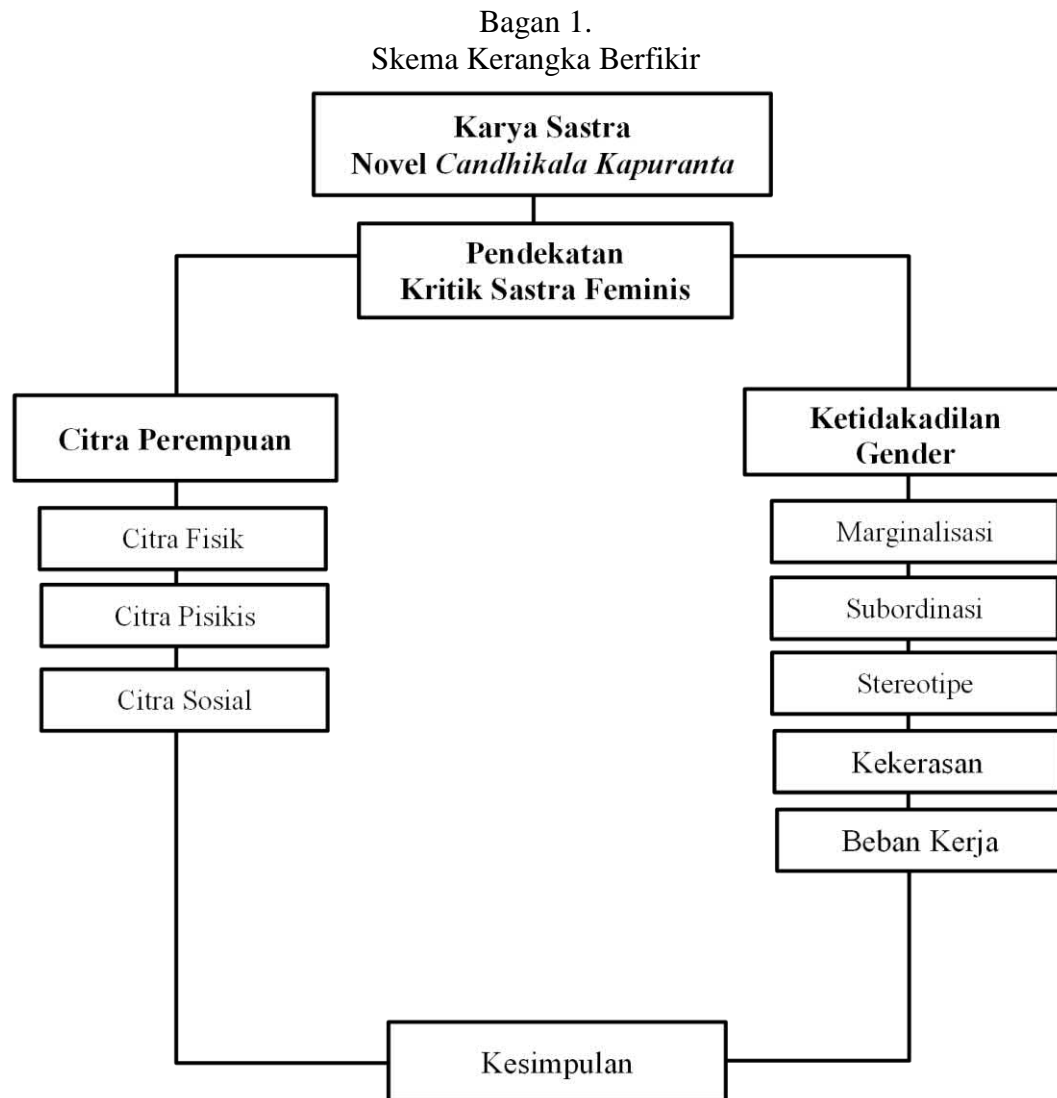 Bagan 1.
Skema Kerangka Berfikir
Karya Sastra
Novel Candhikala Kapuranta
Pendekatan
Kritik Sastra Feminis
Citra Perempuan
Citra Fisik
Citra Pisikis
Citra Sosial
Ketidakadilan
Gender
Marginalisasi
Subordinasi
Stereotipe
Kekerasan
Beban Kerja
Kesimpulan